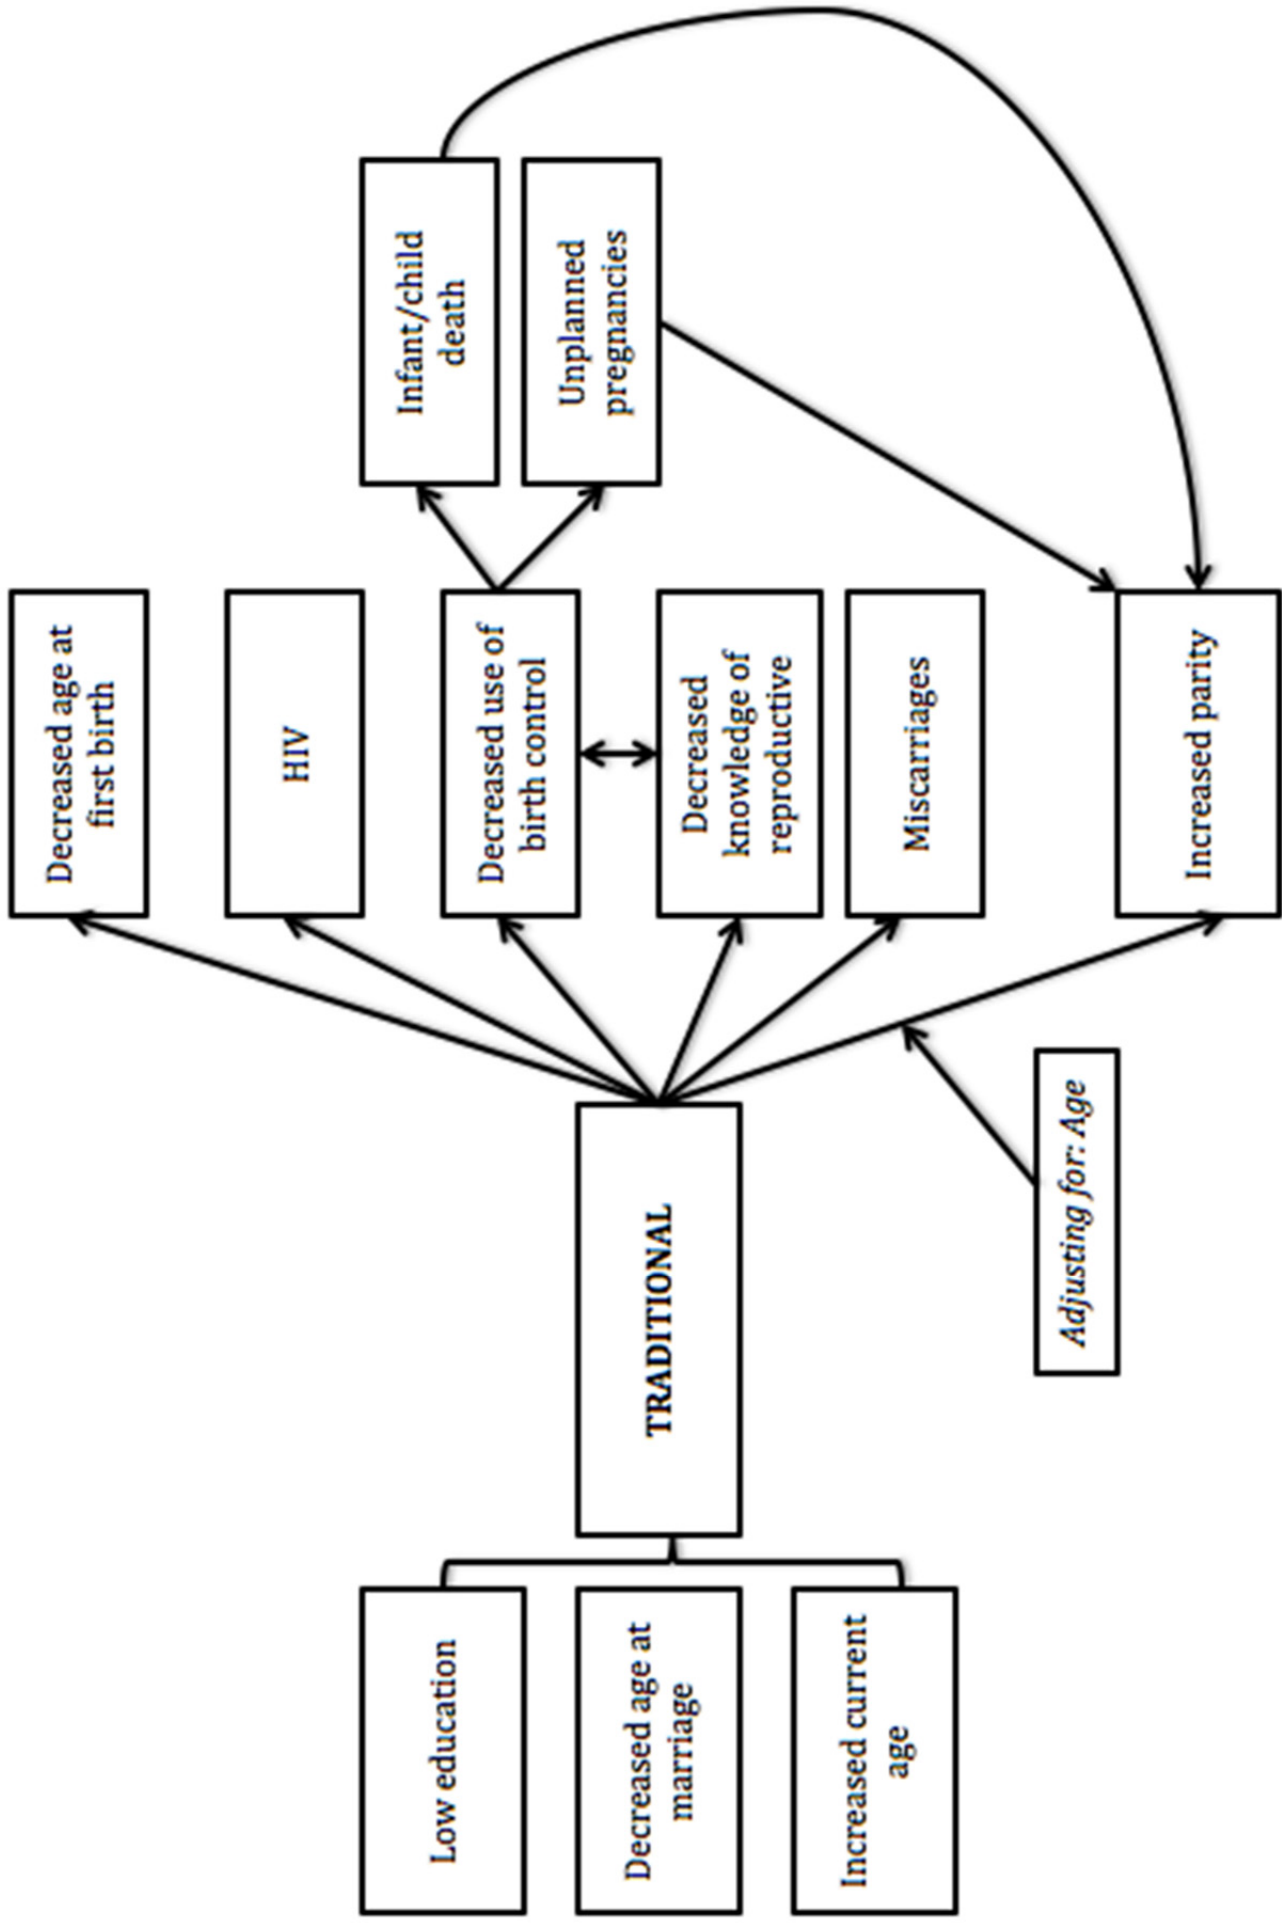 Low education
Decreased age at
marriage
Increased current
age
TRADITIONAL
Adjusting for: Age
Decreased age at
first birth
HIV
Decreased use of
birth control
Decreased
knowledge of
reproductive
Miscarriages
Increased parity
Infant/child
death
Unplanned
pregnancies